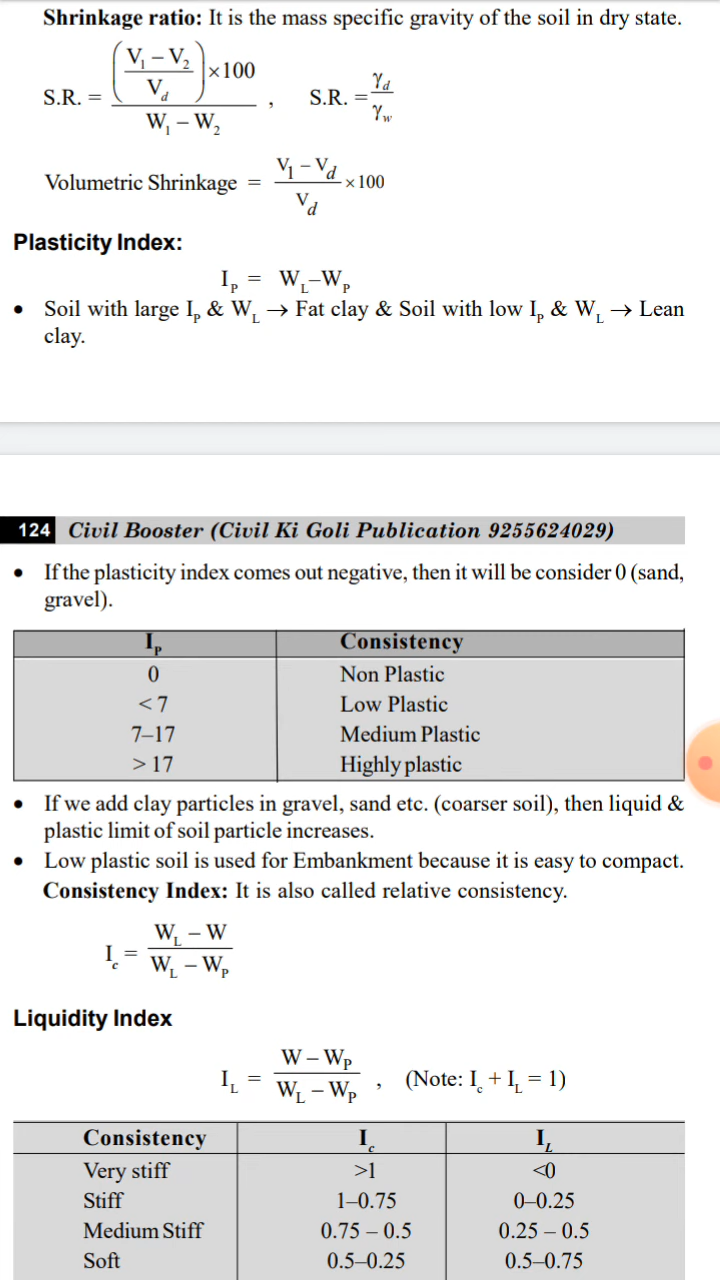 Shrinkage ratio: It is the mass specific gravity of the soil in dry state.
S.R. = ((V₁ – V₂)/V_d)×100 / (W₁ – W₂) , S.R. = γ_d/γ_w
Volumetric Shrinkage = (V₁ – V_d)/V_d × 100
Plasticity Index:
I_P = W_L–W_P
• Soil with large I_P & W_L → Fat clay & Soil with low I_P & W_L → Lean
clay.
124 Civil Booster (Civil Ki Goli Publication 9255624029)
• If the plasticity index comes out negative, then it will be consider 0 (sand,
gravel).
I_P Consistency
0 Non Plastic
< 7 Low Plastic
7–17 Medium Plastic
> 17 Highly plastic
• If we add clay particles in gravel, sand etc. (coarser soil), then liquid &
plastic limit of soil particle increases.
• Low plastic soil is used for Embankment because it is easy to compact.
Consistency Index: It is also called relative consistency.
I_c = (W_L – W)/(W_L – W_P)
Liquidity Index
I_L = (W – W_P)/(W_L – W_P) , (Note: I_c + I_L = 1)
Consistency I_c I_L
Very stiff >1 <0
Stiff 1–0.75 0–0.25
Medium Stiff 0.75 – 0.5 0.25 – 0.5
Soft 0.5–0.25 0.5–0.75